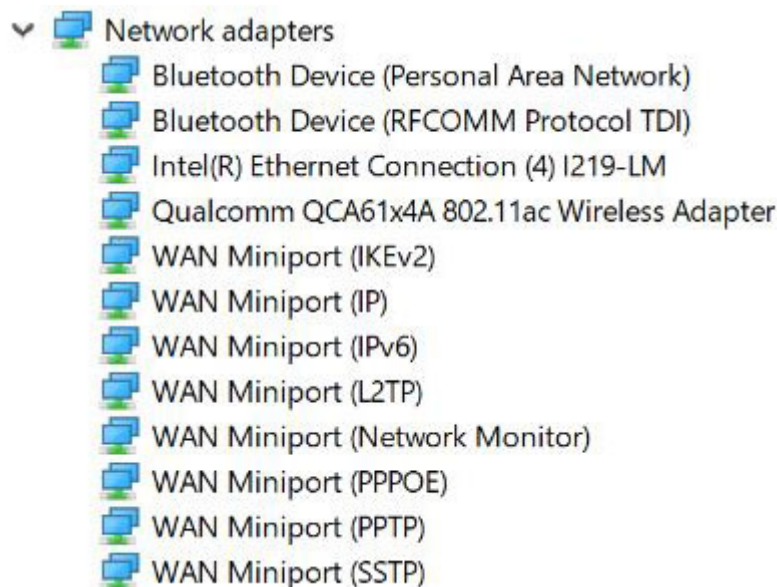 Network adapters
Bluetooth Device (Personal Area Network)
Bluetooth Device (RFCOMM Protocol TDI)
Intel(R) Ethernet Connection (4) I219-LM
Qualcomm QCA61x4A 802.11ac Wireless Adapter
WAN Miniport (IKEv2)
WAN Miniport (IP)
WAN Miniport (IPv6)
WAN Miniport (L2TP)
WAN Miniport (Network Monitor)
WAN Miniport (PPPOE)
WAN Miniport (PPTP)
WAN Miniport (SSTP)